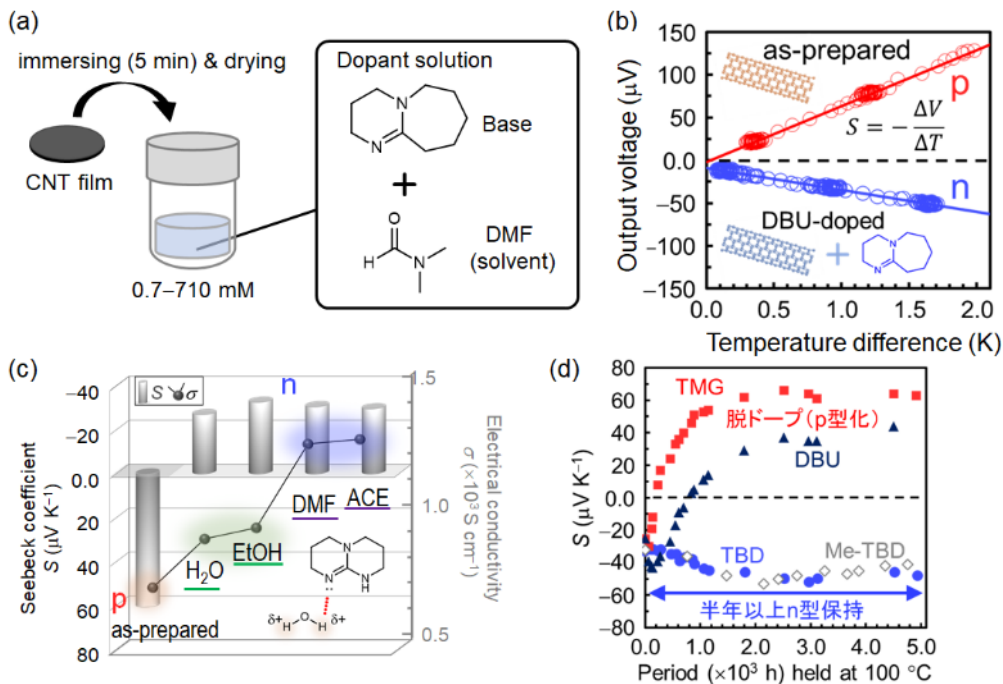 (a)
immersing (5 min) & drying
CNT film
0.7–710 mM
Dopant solution
N
N
Base
+
O
H
N
DMF
(solvent)
(b)
Output voltage (μV)
150
100
50
0.0
−50
−100
−150
as-prepared
p
S = − ΔV/ΔT
n
DBU-doped
+
N
N
0.0
0.5
1.0
1.5
2.0
Temperature difference (K)
(c)
Seebeck coefficient
S (μV K⁻¹)
−40
−20
0.0
20
40
60
80
S
σ
n
p
as-prepared
H₂O
EtOH
DMF
ACE
N
N
N
H
δ+
H
O
H
δ+
1.5
1.0
0.5
Electrical conductivity
σ (×10³ S cm⁻¹)
(d)
S (μV K⁻¹)
80
60
40
20
0.0
−20
−40
−60
−80
TMG
脱ドープ（p型化）
DBU
TBD
Me-TBD
半年以上n型保持
0.0
1.0
2.0
3.0
4.0
5.0
Period (×10³ h) held at 100 °C